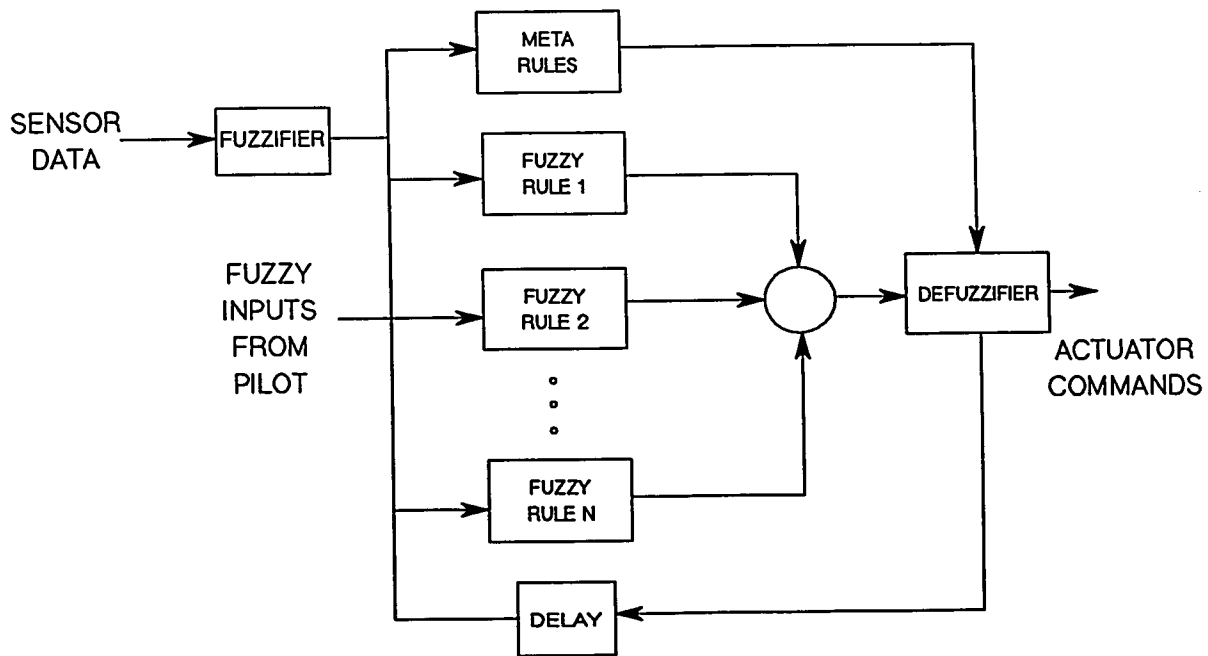 META
RULES
SENSOR
DATA
FUZZIFIER
FUZZY
RULE 1
FUZZY
INPUTS
FROM
PILOT
FUZZY
RULE 2
DEFUZZIFIER
ACTUATOR
COMMANDS
FUZZY
RULE N
DELAY